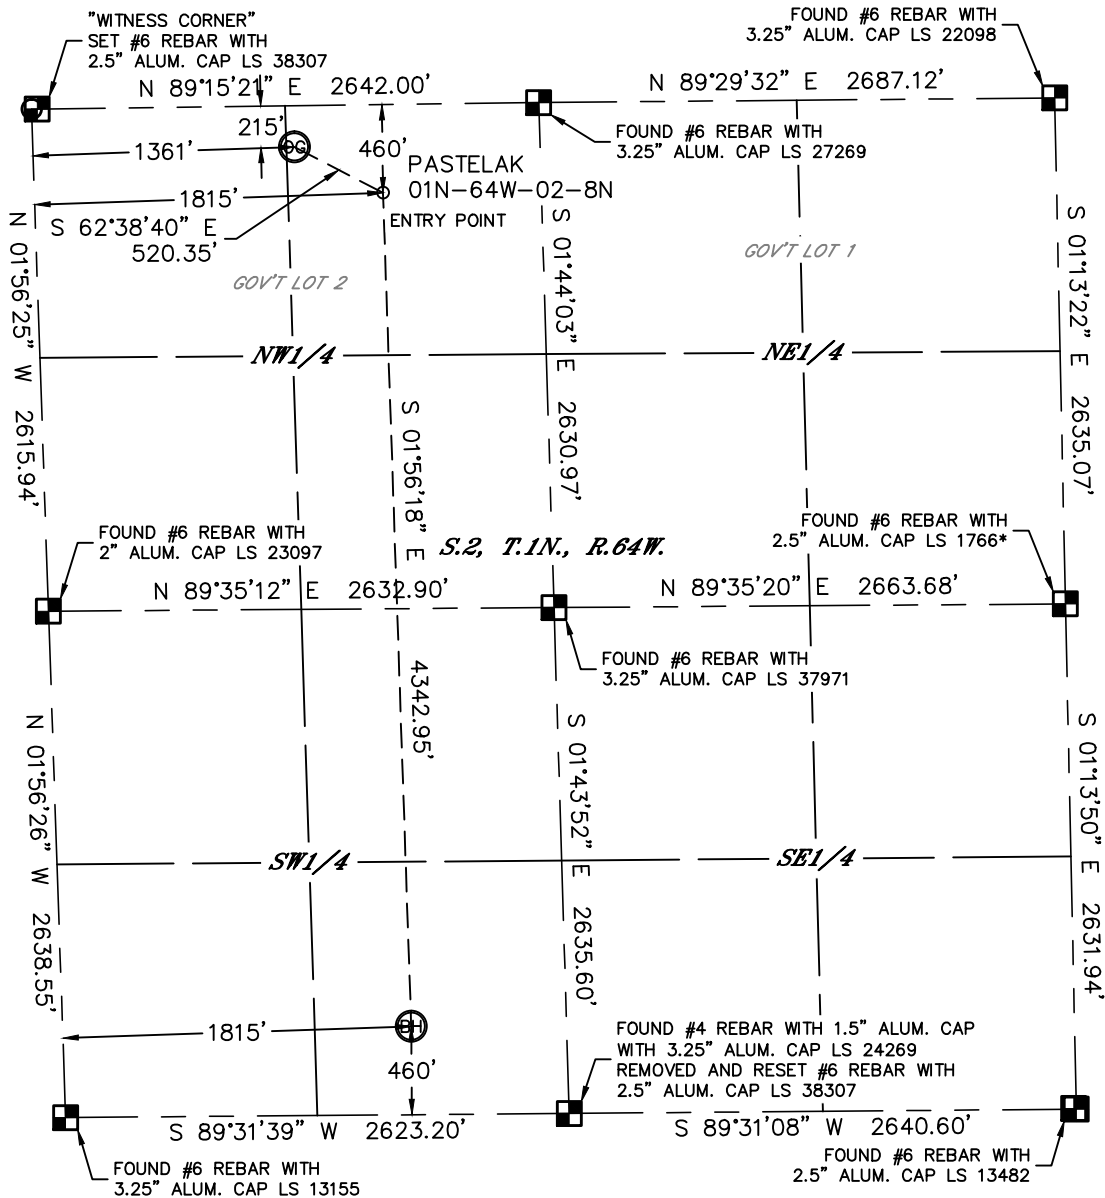 "WITNESS CORNER"
SET #6 REBAR WITH
2.5" ALUM. CAP LS 38307
FOUND #6 REBAR WITH
3.25" ALUM. CAP LS 22098
N 89°15'21" E 2642.00'
N 89°29'32" E 2687.12'
FOUND #6 REBAR WITH
3.25" ALUM. CAP LS 27269
215'
1361'
460'
PASTELAK
01N-64W-02-8N
ENTRY POINT
1815'
S 62°38'40" E
520.35'
GOV'T LOT 2
GOV'T LOT 1
N 01°56'25" W 2615.94'
S 01°44'03" E 2630.97'
S 01°13'22" E 2635.07'
NW1/4
NE1/4
S 01°56'18" E 4342.95'
FOUND #6 REBAR WITH
2" ALUM. CAP LS 23097
S.2, T.1N., R.64W.
FOUND #6 REBAR WITH
2.5" ALUM. CAP LS 1766*
N 89°35'12" E 2632.90'
N 89°35'20" E 2663.68'
FOUND #6 REBAR WITH
3.25" ALUM. CAP LS 37971
N 01°56'26" W 2638.55'
S 01°43'52" E 2635.60'
S 01°13'50" E 2631.94'
SW1/4
SE1/4
BH
1815'
460'
FOUND #4 REBAR WITH 1.5" ALUM. CAP
WITH 3.25" ALUM. CAP LS 24269
REMOVED AND RESET #6 REBAR WITH
2.5" ALUM. CAP LS 38307
S 89°31'39" W 2623.20'
S 89°31'08" W 2640.60'
FOUND #6 REBAR WITH
3.25" ALUM. CAP LS 13155
FOUND #6 REBAR WITH
2.5" ALUM. CAP LS 13482